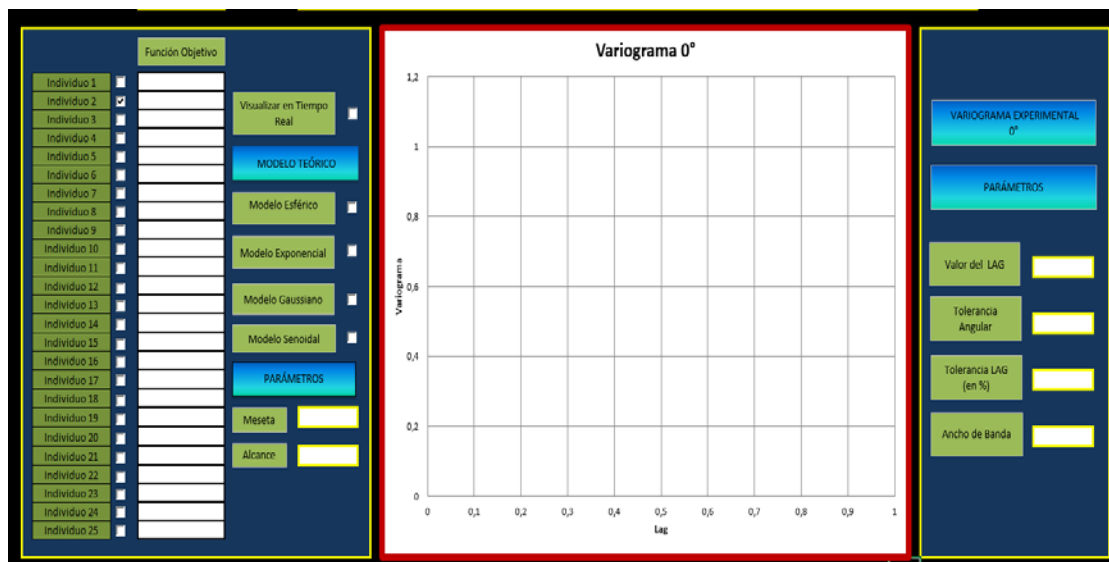 Función Objetivo
Individuo 1
Individuo 2
Individuo 3
Individuo 4
Individuo 5
Individuo 6
Individuo 7
Individuo 8
Individuo 9
Individuo 10
Individuo 11
Individuo 12
Individuo 13
Individuo 14
Individuo 15
Individuo 16
Individuo 17
Individuo 18
Individuo 19
Individuo 20
Individuo 21
Individuo 22
Individuo 23
Individuo 24
Individuo 25
Visualizar en Tiempo
Real
MODELO TEÓRICO
Modelo Esférico
Modelo Exponencial
Modelo Gaussiano
Modelo Senoidal
PARÁMETROS
Meseta
Alcance
Variograma 0°
Variograma
1,2
1
0,8
0,6
0,4
0,2
0
0 0,1 0,2 0,3 0,4 0,5 0,6 0,7 0,8 0,9 1
Lag
VARIOGRAMA EXPERIMENTAL
0°
PARÁMETROS
Valor del LAG
Tolerancia
Angular
Tolerancia LAG
(en %)
Ancho de Banda